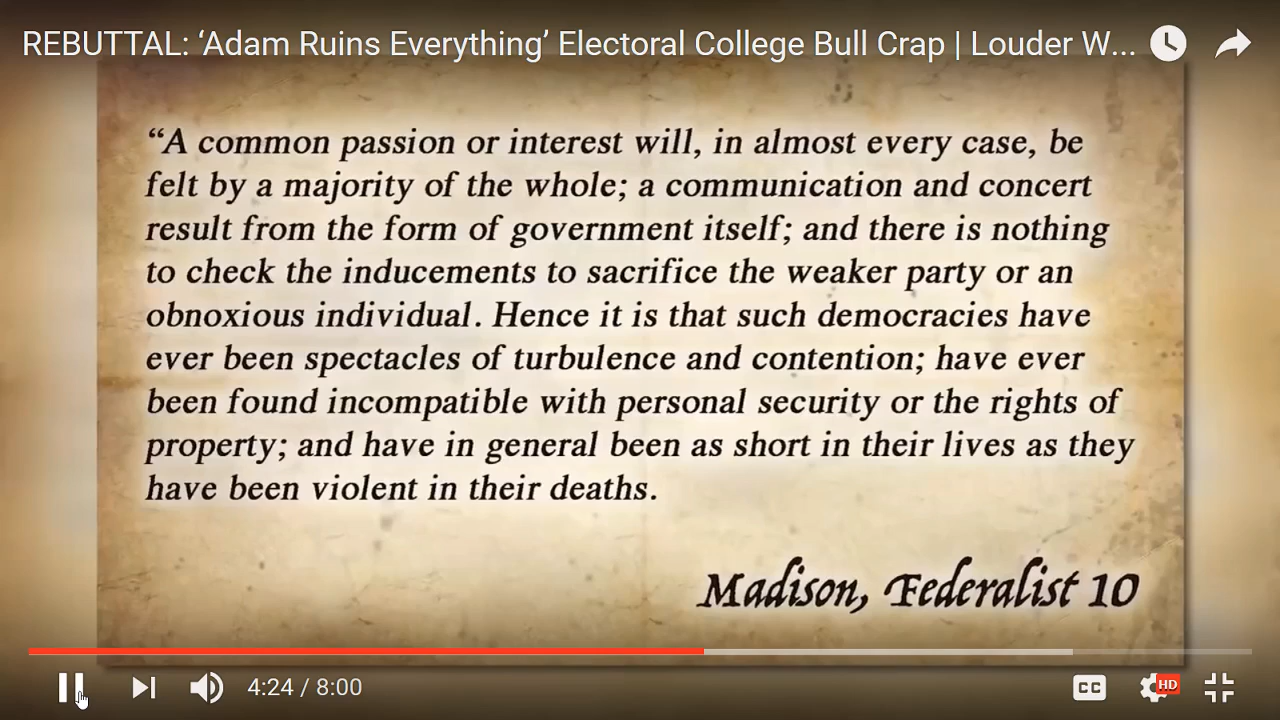 REBUTTAL: ‘Adam Ruins Everything’ Electoral College Bull Crap | Louder W...
“A common passion or interest will, in almost every case, be
felt by a majority of the whole; a communication and concert
result from the form of government itself; and there is nothing
to check the inducements to sacrifice the weaker party or an
obnoxious individual. Hence it is that such democracies have
ever been spectacles of turbulence and contention; have ever
been found incompatible with personal security or the rights of
property; and have in general been as short in their lives as they
have been violent in their deaths.
Madison, Federalist 10
4:24 / 8:00
CC
HD